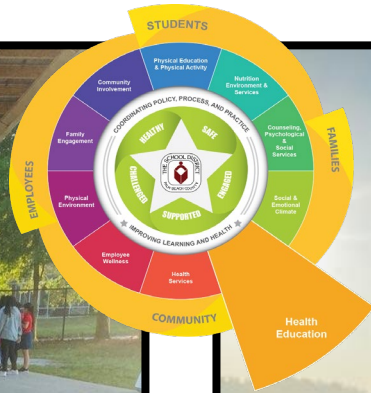 STUDENTS
Physical Education
& Physical Activity
Nutrition
Environment &
Services
Counseling,
Psychological
&
Social
Services
Social &
Emotional
Climate
Health
Education
Health
Services
Employee
Wellness
Physical
Environment
Family
Engagement
Community
Involvement
FAMILIES
COMMUNITY
EMPLOYEES
COORDINATING POLICY, PROCESS, AND PRACTICE
IMPROVING LEARNING AND HEALTH
HEALTHY
SAFE
ENGAGED
SUPPORTED
CHALLENGED
THE SCHOOL DISTRICT
PALM BEACH COUNTY